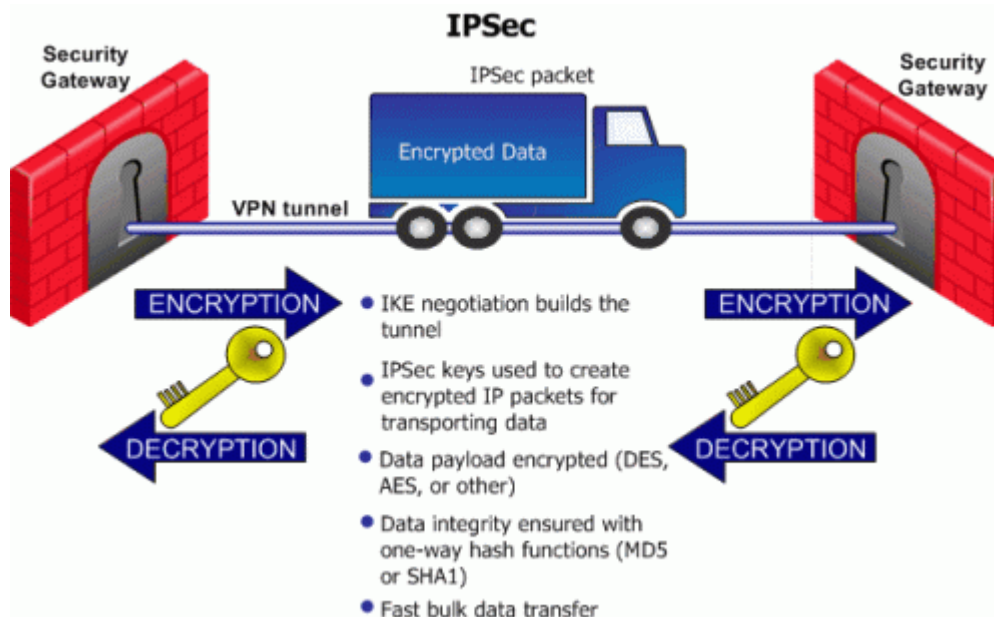 IPSec
Security
Gateway
IPSec packet
Security
Gateway
Encrypted Data
VPN tunnel
ENCRYPTION
DECRYPTION
IKE negotiation builds the
tunnel
IPSec keys used to create
encrypted IP packets for
transporting data
Data payload encrypted (DES,
AES, or other)
Data integrity ensured with
one-way hash functions (MD5
or SHA1)
Fast bulk data transfer
ENCRYPTION
DECRYPTION